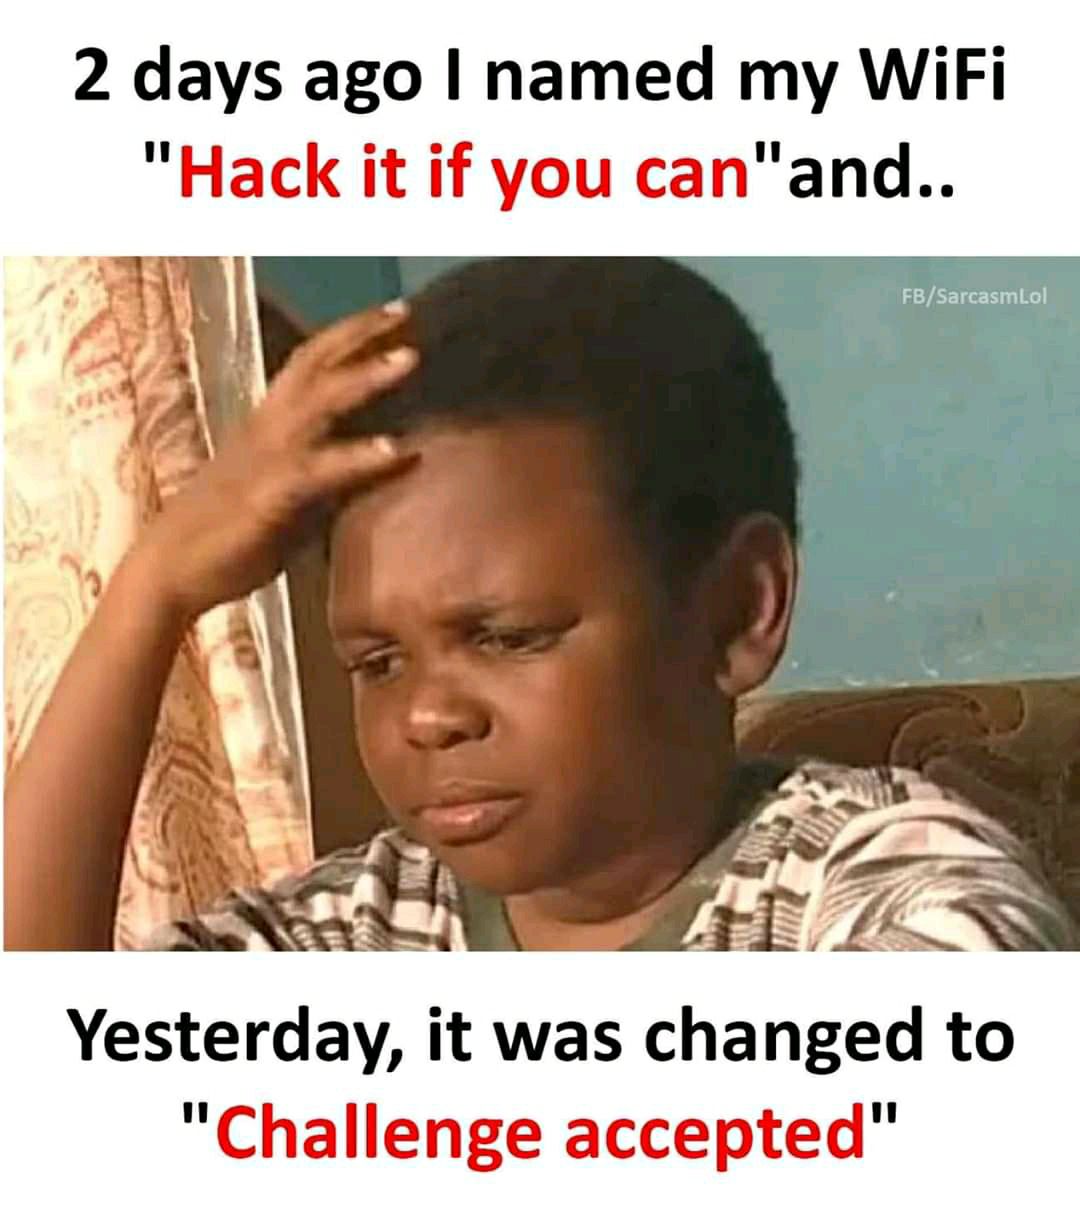 2 days ago I named my WiFi
"Hack it if you can"and..
FB/SarcasmLol
Yesterday, it was changed to
"Challenge accepted"